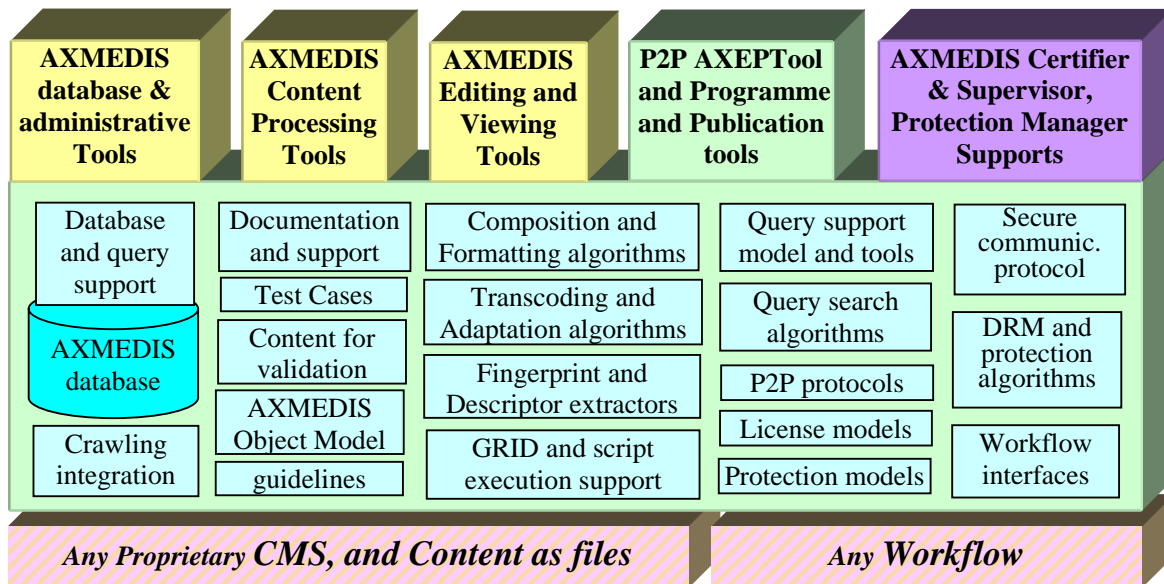 AXMEDIS
database &
administrative
Tools
AXMEDIS
Content
Processing
Tools
AXMEDIS
Editing and
Viewing
Tools
P2P AXEPTool
and Programme
and Publication
tools
AXMEDIS Certifier
& Supervisor,
Protection Manager
Supports
Database
and query
support
AXMEDIS
database
Crawling
integration
Documentation
and support
Test Cases
Content for
validation
AXMEDIS
Object Model
guidelines
Composition and
Formatting algorithms
Transcoding and
Adaptation algorithms
Fingerprint and
Descriptor extractors
GRID and script
execution support
Query support
model and tools
Query search
algorithms
P2P protocols
License models
Protection models
Secure
communic.
protocol
DRM and
protection
algorithms
Workflow
interfaces
Any Proprietary CMS, and Content as files
Any Workflow